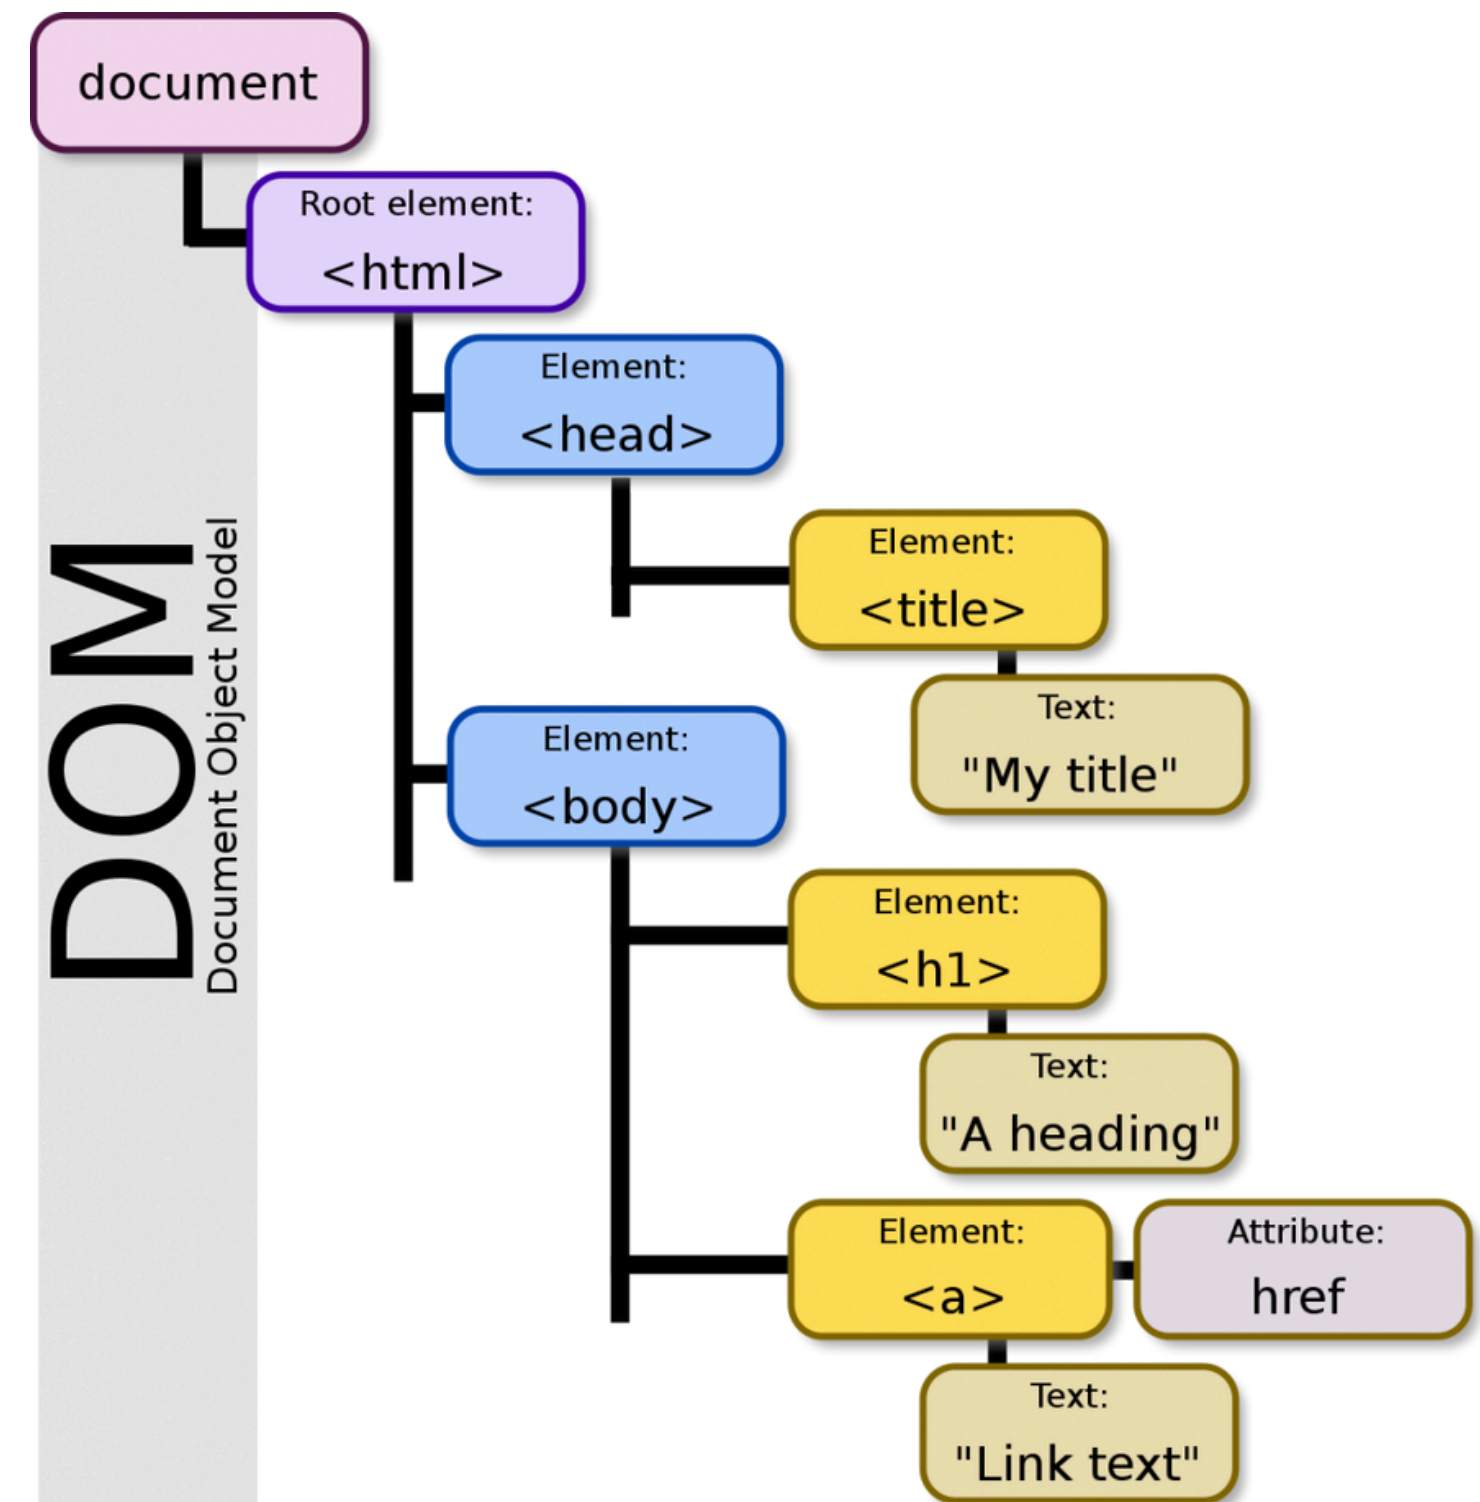 document
Root element:
<html>
Element:
<head>
Element:
<title>
Text:
"My title"
Element:
<body>
Element:
<h1>
Text:
"A heading"
Element:
<a>
Attribute:
href
Text:
"Link text"
DOM
Document Object Model